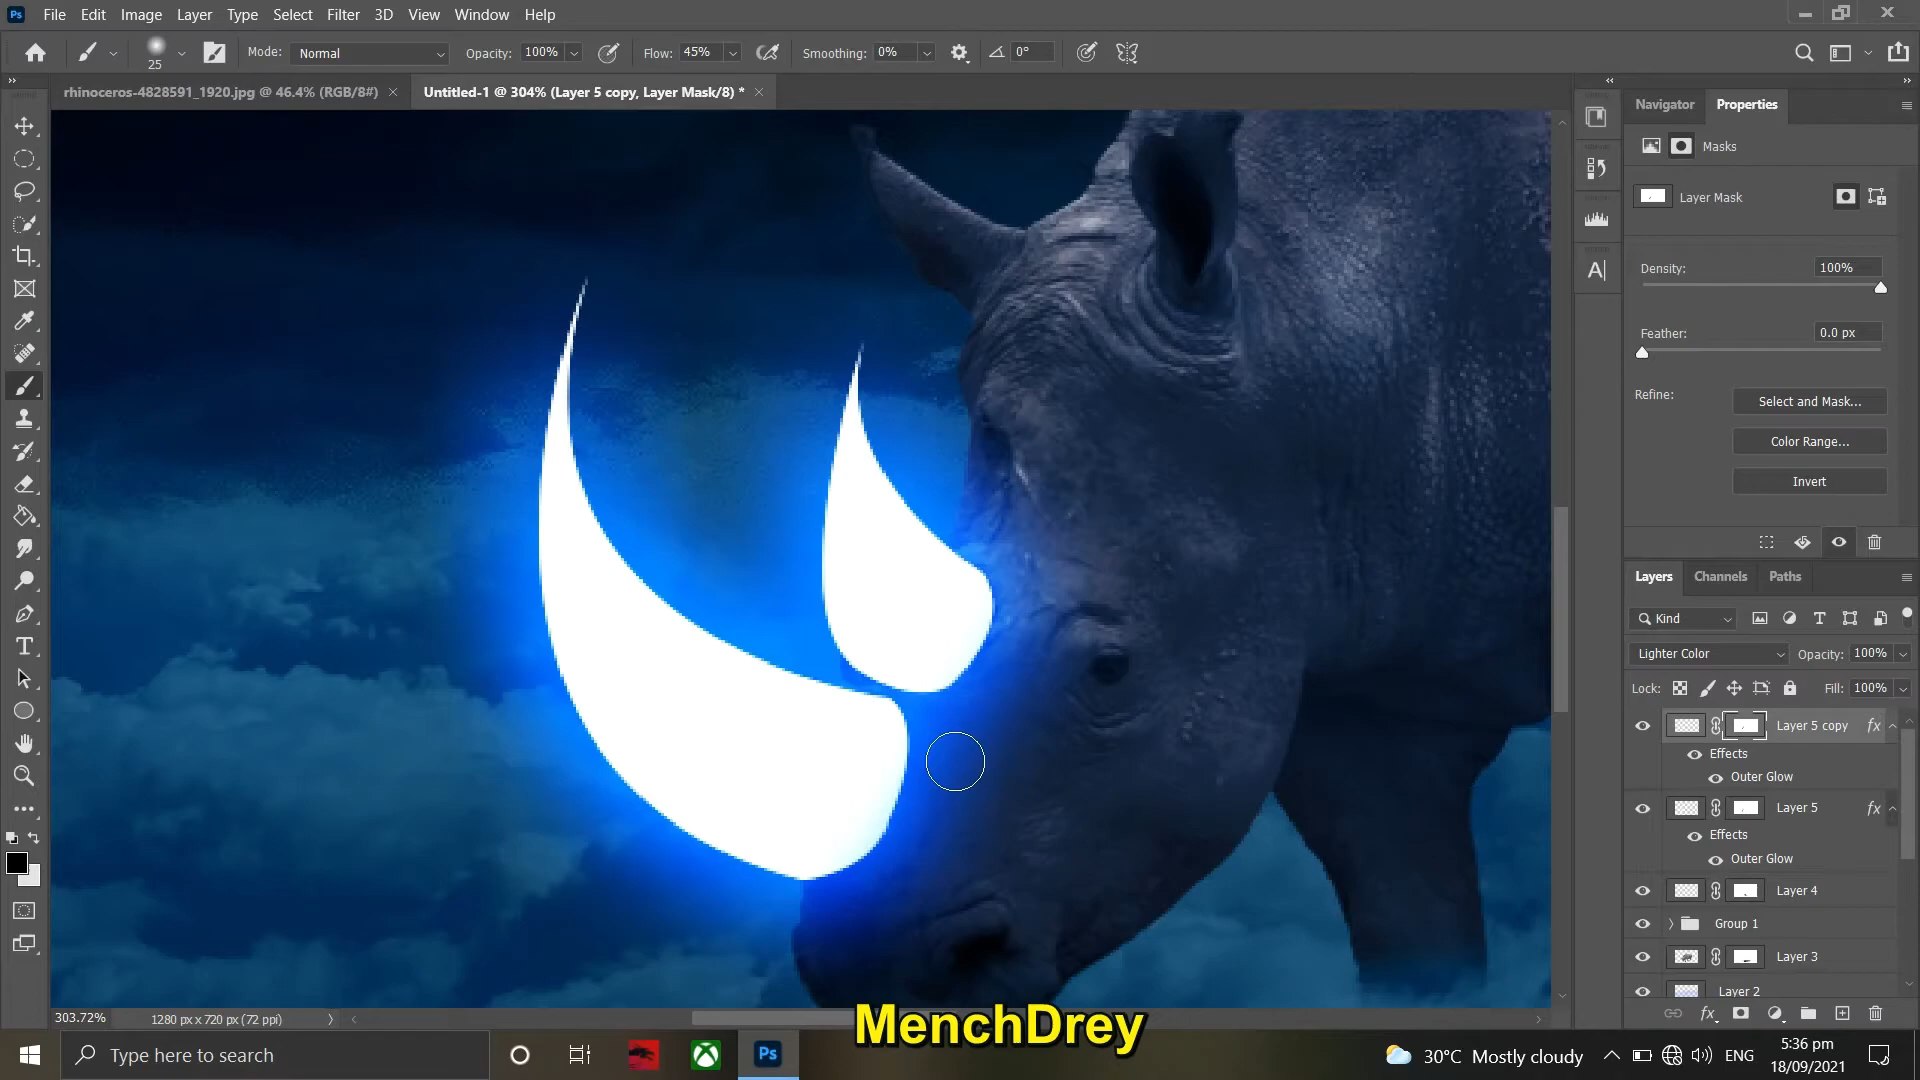 Ps File Edit Image Layer Type Select Filter 3D View Window Help
25 Mode: Normal Opacity: 100% Flow: 45% Smoothing: 0% 0°
rhinoceros-4828591_1920.jpg @ 46.4% (RGB/8#) Untitled-1 @ 304% (Layer 5 copy, Layer Mask/8) *
Navigator Properties
Masks
Layer Mask
Density: 100%
Feather: 0.0 px
Refine: Select and Mask...
Color Range...
Invert
Layers Channels Paths
Kind
Lighter Color Opacity: 100%
Lock: Fill: 100%
Layer 5 copy fx
Effects
Outer Glow
Layer 5 fx
Effects
Outer Glow
Layer 4
Group 1
Layer 3
Layer 2
fx
303.72% 1280 px x 720 px (72 ppi)
MenchDrey
Type here to search
Ps
30°C Mostly cloudy
ENG
5:36 pm
18/09/2021